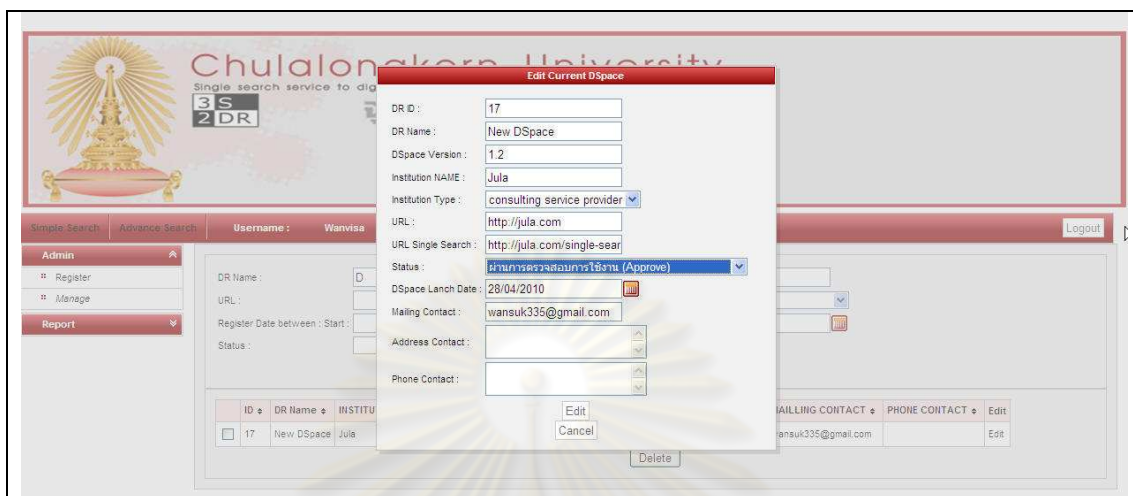 Chulalongkorn University
Single search service to dig
3S
2DR
Simple Search Advance Search Username : Wanvisa Logout
Admin
Register
Manage
Report
DR Name : D
URL :
Register Date between : Start :
Status :
Edit Current DSpace
DR ID : 17
DR Name : New DSpace
DSpace Version : 1.2
Institution NAME : Jula
Institution Type : consulting service provider
URL : http://jula.com
URL Single Search : http://jula.com/single-sear
Status : ผ่านการตรวจสอบการใช้งาน (Approve)
DSpace Lanch Date : 28/04/2010
Mailing Contact : wansuk335@gmail.com
Address Contact :
Phone Contact :
Edit
Cancel
ID DR Name INSTITU MAILLING CONTACT PHONE CONTACT Edit
17 New DSpace Jula wansuk335@gmail.com Edit
Delete